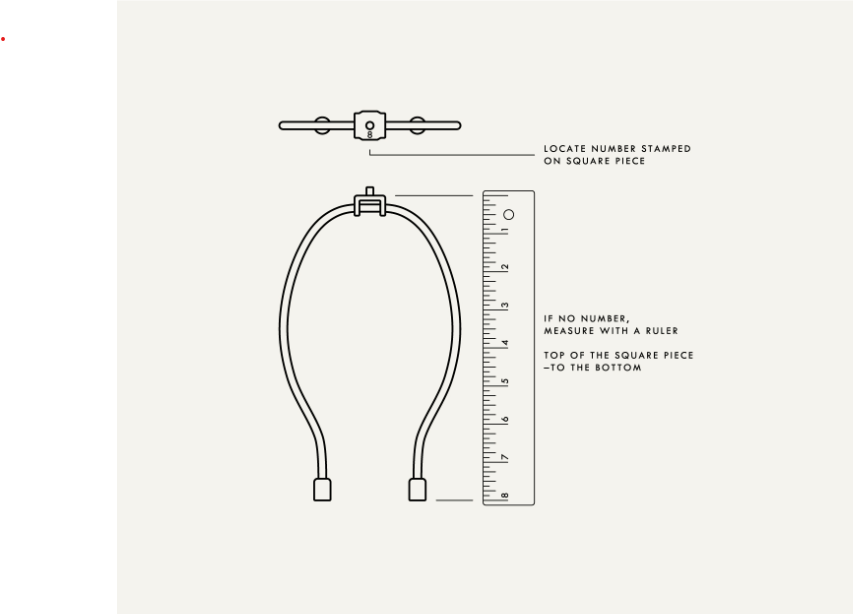 8
LOCATE NUMBER STAMPED
ON SQUARE PIECE
1
2
3
4
5
6
7
8
IF NO NUMBER,
MEASURE WITH A RULER
TOP OF THE SQUARE PIECE
–TO THE BOTTOM